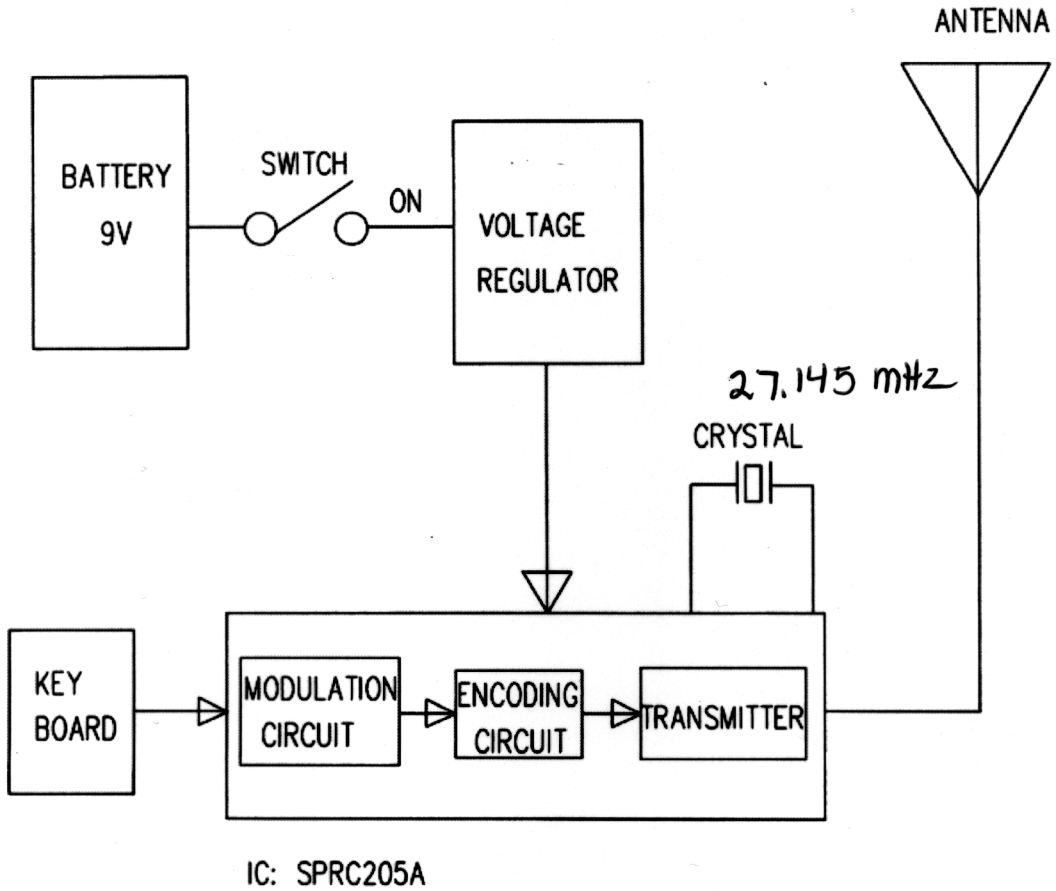 ANTENNA
BATTERY
9V
SWITCH
ON
VOLTAGE
REGULATOR
27.145 mHz
CRYSTAL
KEY
BOARD
MODULATION
CIRCUIT
ENCODING
CIRCUIT
TRANSMITTER
IC: SPRC205A